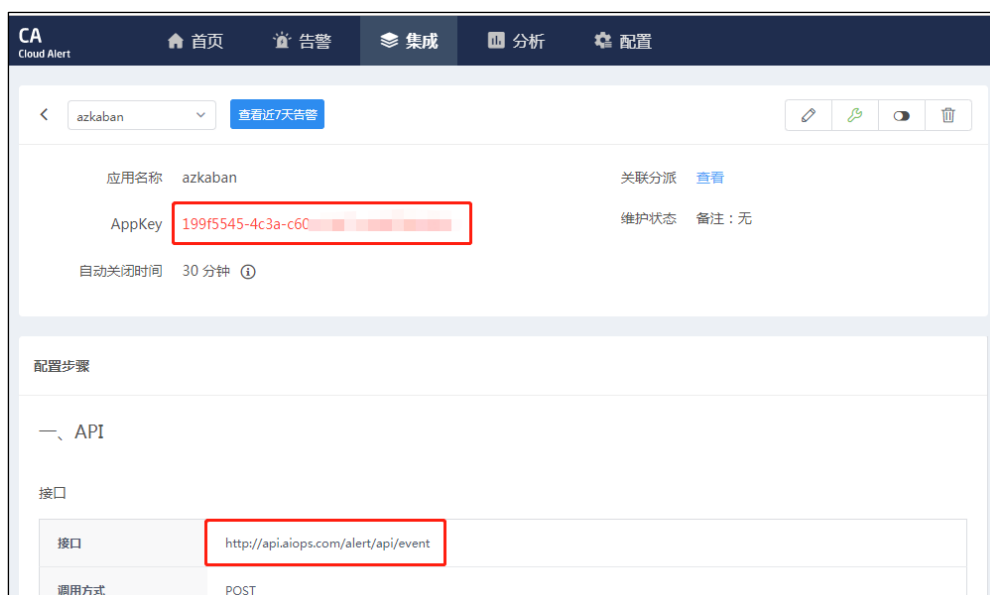 CA
Cloud Alert
首页 告警 集成 分析 配置
azkaban 查看近7天告警
应用名称 azkaban 关联分派 查看
AppKey 199f5545-4c3a-c60 维护状态 备注：无
自动关闭时间 30 分钟
配置步骤
一、API
接口
接口 http://api.aiops.com/alert/api/event
调用方式 POST